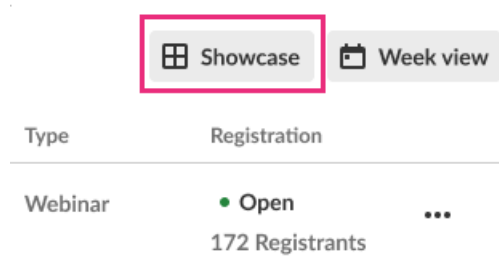 Showcase Week view
Type Registration
Webinar Open
172 Registrants